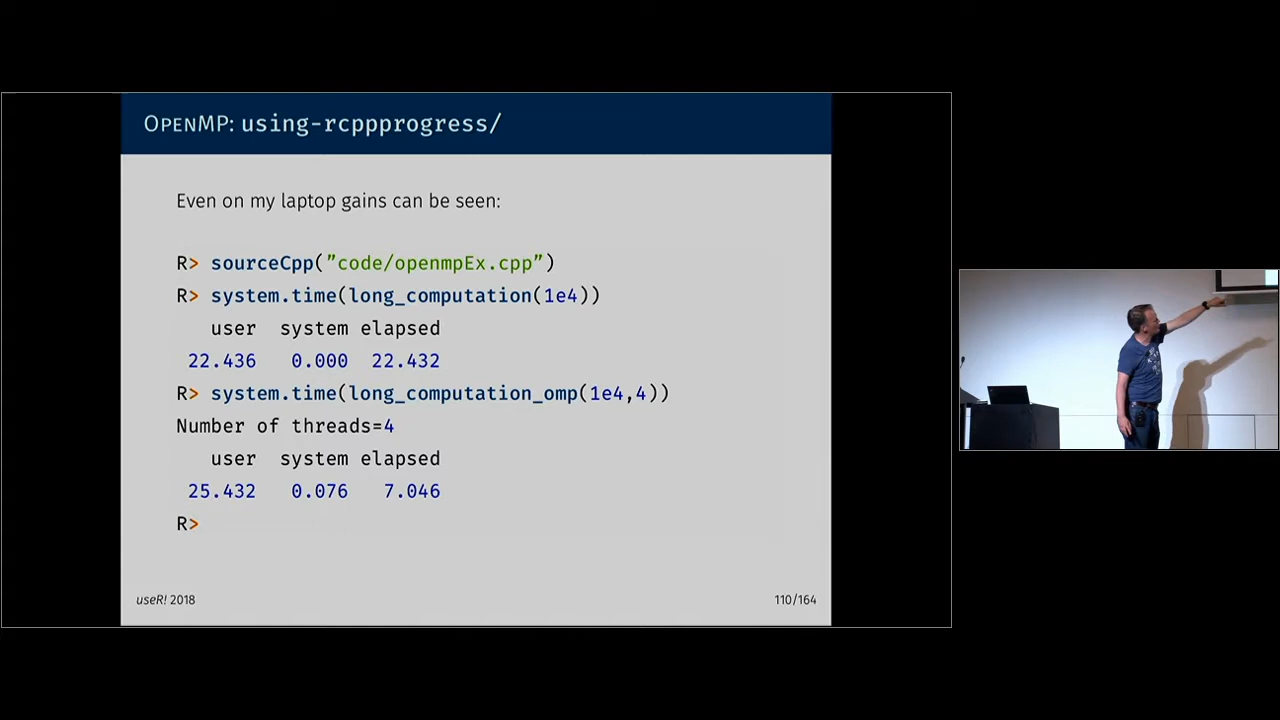 OPENMP: using-rcppprogress/
Even on my laptop gains can be seen:
R> sourceCpp(”code/openmpEx.cpp”)
R> system.time(long_computation(1e4))
user system elapsed
22.436 0.000 22.432
R> system.time(long_computation_omp(1e4,4))
Number of threads=4
user system elapsed
25.432 0.076 7.046
R>
useR! 2018
110/164